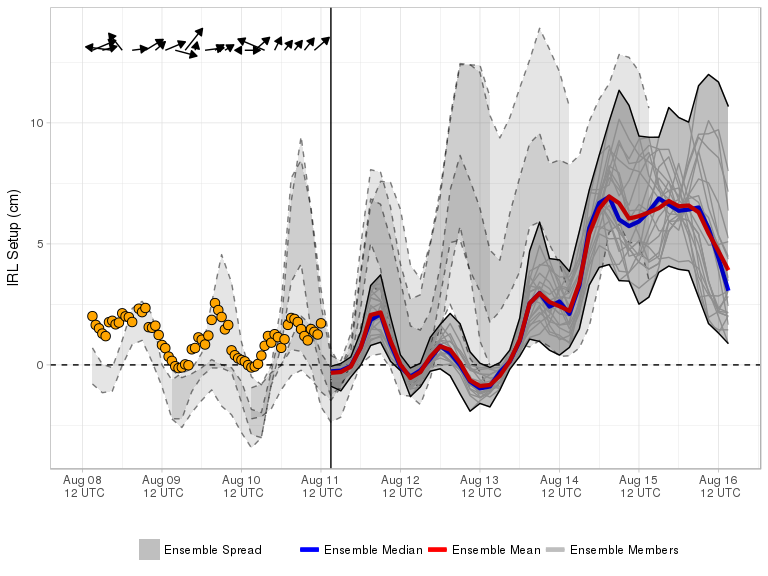 IRL Setup (cm)
10
5
0
Aug 08 Aug 09 Aug 10 Aug 11 Aug 12 Aug 13 Aug 14 Aug 15 Aug 16
12 UTC 12 UTC 12 UTC 12 UTC 12 UTC 12 UTC 12 UTC 12 UTC 12 UTC
Ensemble Spread Ensemble Median Ensemble Mean Ensemble Members